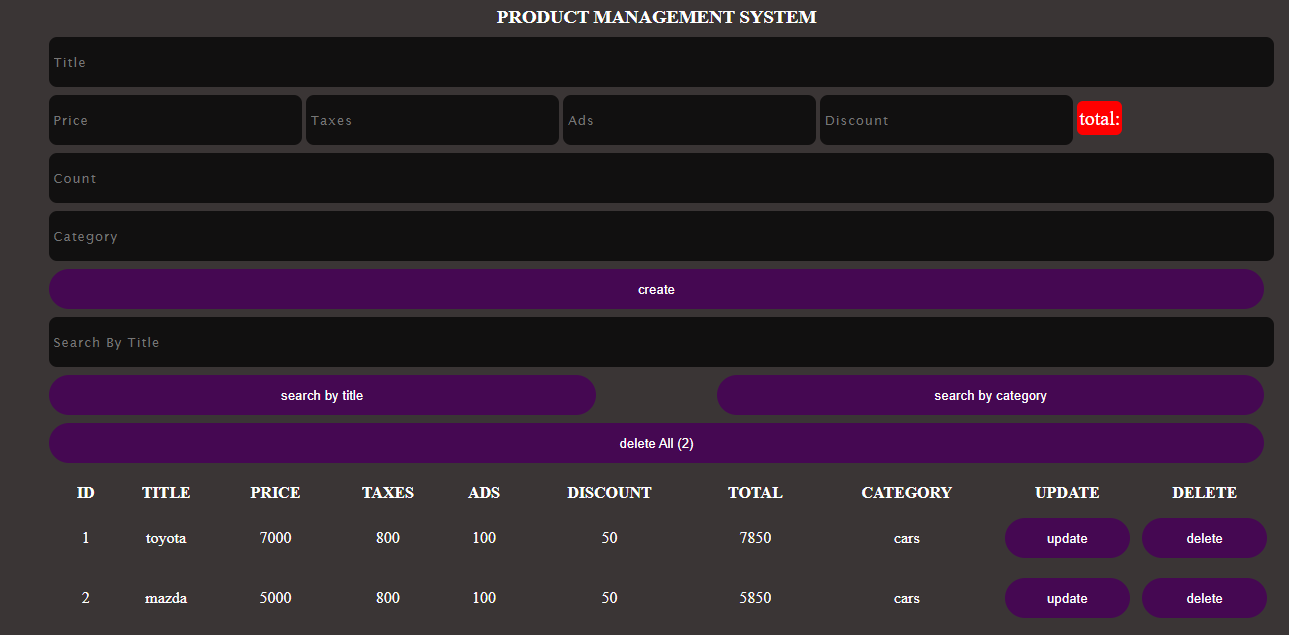 PRODUCT MANAGEMENT SYSTEM
Title
Price Taxes Ads Discount total:
Count
Category
create
Search By Title
search by title search by category
delete All (2)
ID TITLE PRICE TAXES ADS DISCOUNT TOTAL CATEGORY UPDATE DELETE
1 toyota 7000 800 100 50 7850 cars update delete
2 mazda 5000 800 100 50 5850 cars update delete